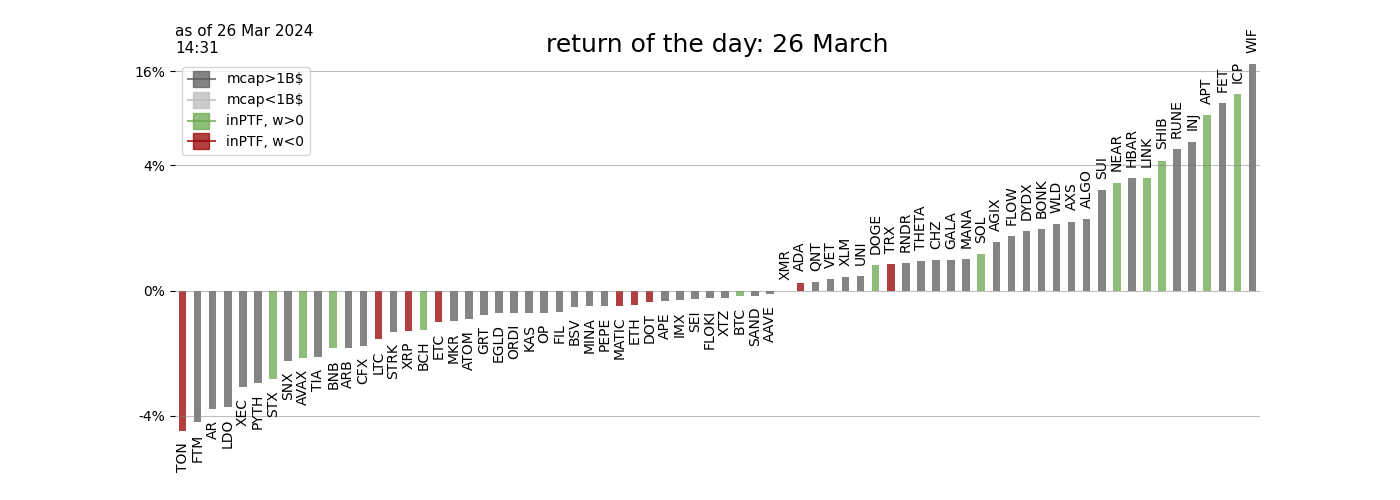 as of 26 Mar 2024
14:31
return of the day: 26 March
mcap>1B$
mcap<1B$
inPTF, w>0
inPTF, w<0
16%
4%
0%
-4%
TON
FTM
AR
LDO
XEC
PYTH
STX
SNX
AVAX
TIA
BNB
ARB
CFX
LTC
STRK
XRP
BCH
ETC
MKR
ATOM
GRT
EGLD
ORDI
KAS
OP
FIL
BSV
MINA
PEPE
MATIC
ETH
DOT
APE
IMX
SEI
FLOKI
XTZ
BTC
SAND
AAVE
XMR
ADA
QNT
VET
XLM
UNI
DOGE
TRX
RNDR
THETA
CHZ
GALA
MANA
SOL
AGIX
FLOW
DYDX
BONK
WLD
AXS
ALGO
SUI
NEAR
HBAR
LINK
SHIB
RUNE
INJ
APT
FET
ICP
WIF